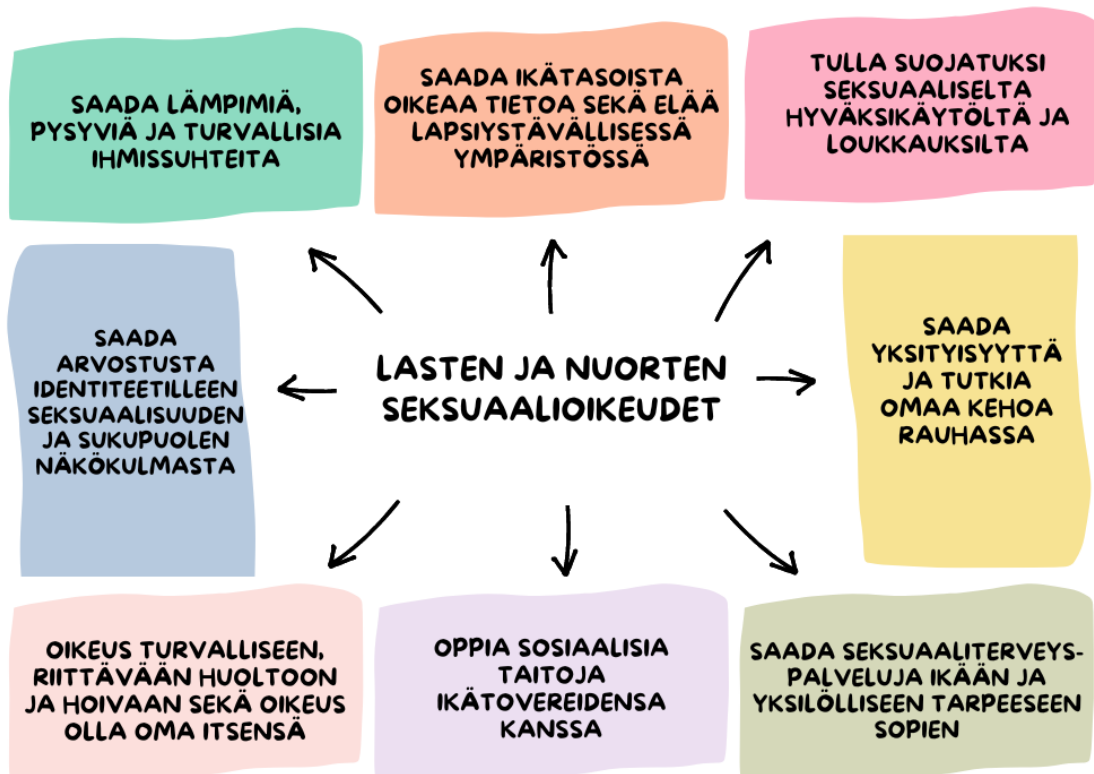 SAADA LÄMPIMIÄ,
PYSYVIÄ JA TURVALLISIA
IHMISSUHTEITA
SAADA IKÄTASOISTA
OIKEAA TIETOA SEKÄ ELÄÄ
LAPSIYSTÄVÄLLISESSÄ
YMPÄRISTÖSSÄ
TULLA SUOJATUKSI
SEKSUAALISELTA
HYVÄKSIKÄYTÖLTÄ JA
LOUKKAUKSILTA
SAADA
ARVOSTUSTA
IDENTITEETILLEEN
SEKSUAALISUUDEN
JA SUKUPUOLEN
NÄKÖKULMASTA
LASTEN JA NUORTEN
SEKSUAALIOIKEUDET
SAADA
YKSITYISYYTTÄ
JA TUTKIA
OMAA KEHOA
RAUHASSA
OIKEUS TURVALLISEEN,
RIITTÄVÄÄN HUOLTOON
JA HOIVAAN SEKÄ OIKEUS
OLLA OMA ITSENSÄ
OPPIA SOSIAALISIA
TAITOJA
IKÄTOVEREIDENSA
KANSSA
SAADA SEKSUAALITERVEYS-
PALVELUJA IKÄÄN JA
YKSILÖLLISEEN TARPEESEEN
SOPIEN